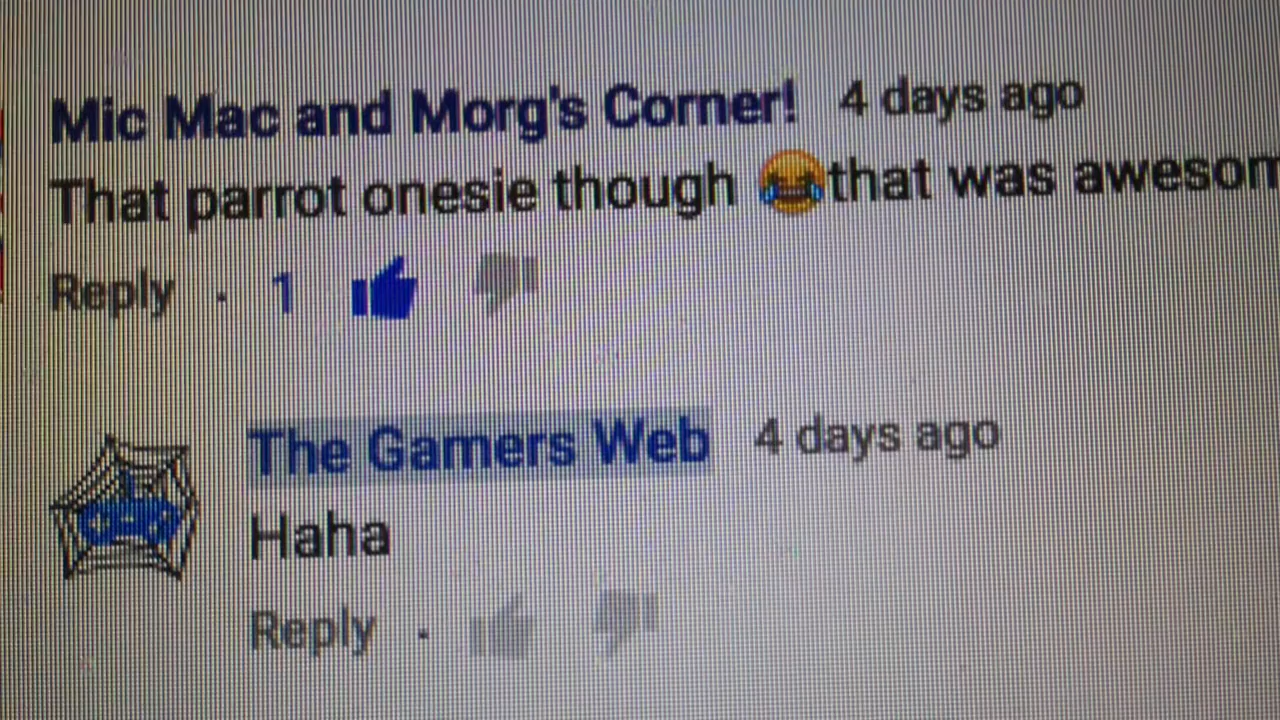 Mic Mac and Morg's Corner! 4 days ago
That parrot onesie though 😂that was awesom
Reply · 1
The Gamers Web 4 days ago
Haha
Reply ·